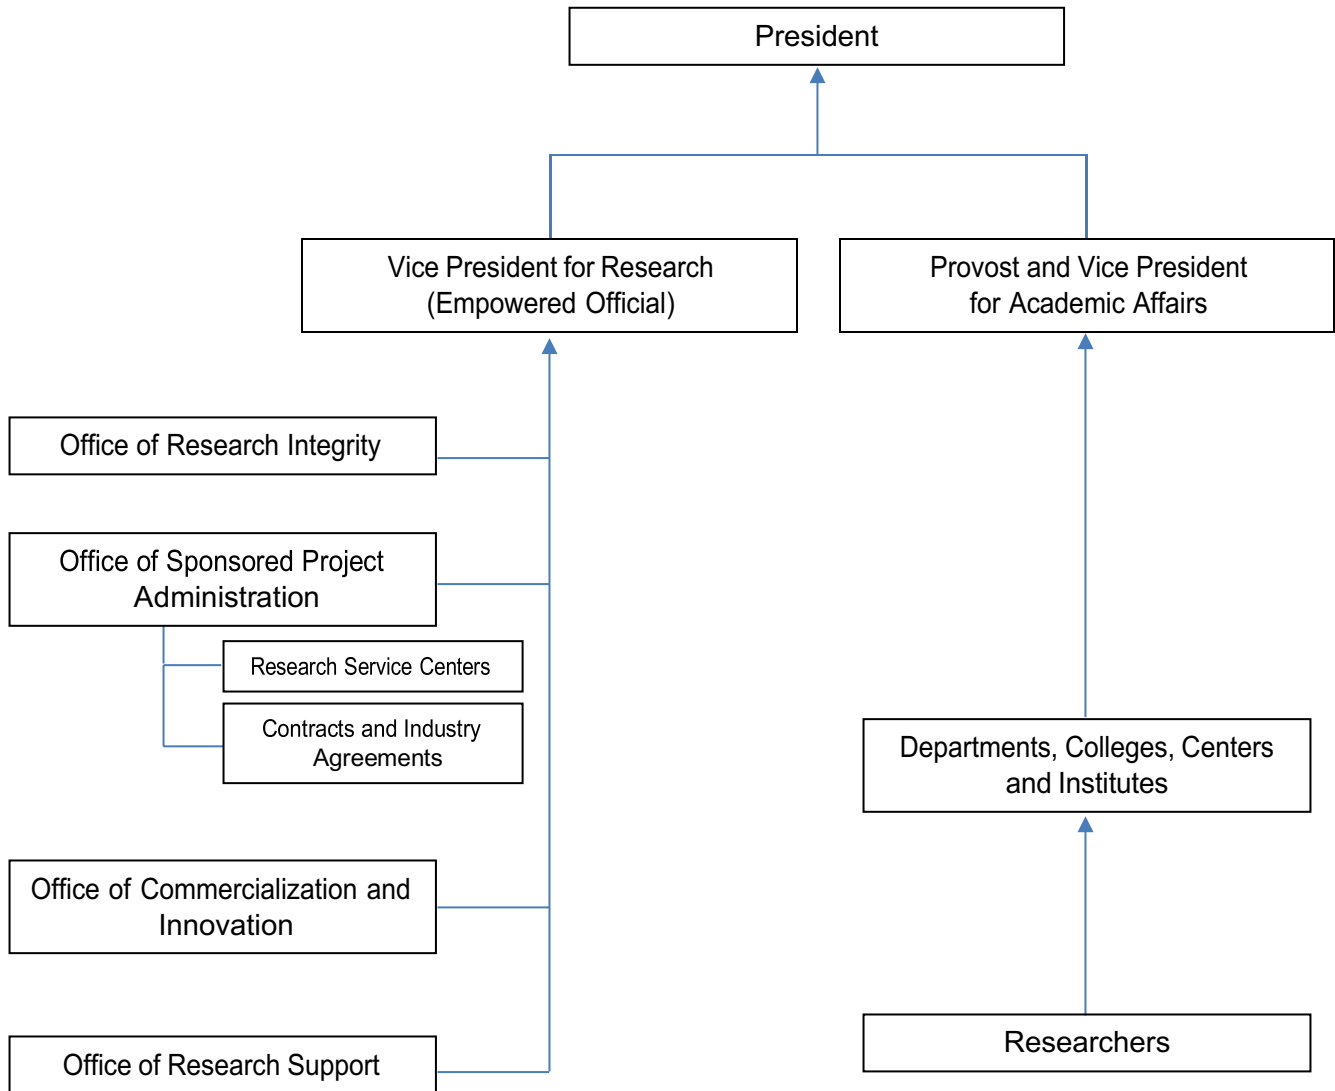 President
Vice President for Research
(Empowered Official)
Provost and Vice President
for Academic Affairs
Office of Research Integrity
Office of Sponsored Project
Administration
Research Service Centers
Contracts and Industry
Agreements
Departments, Colleges, Centers
and Institutes
Office of Commercialization and
Innovation
Researchers
Office of Research Support